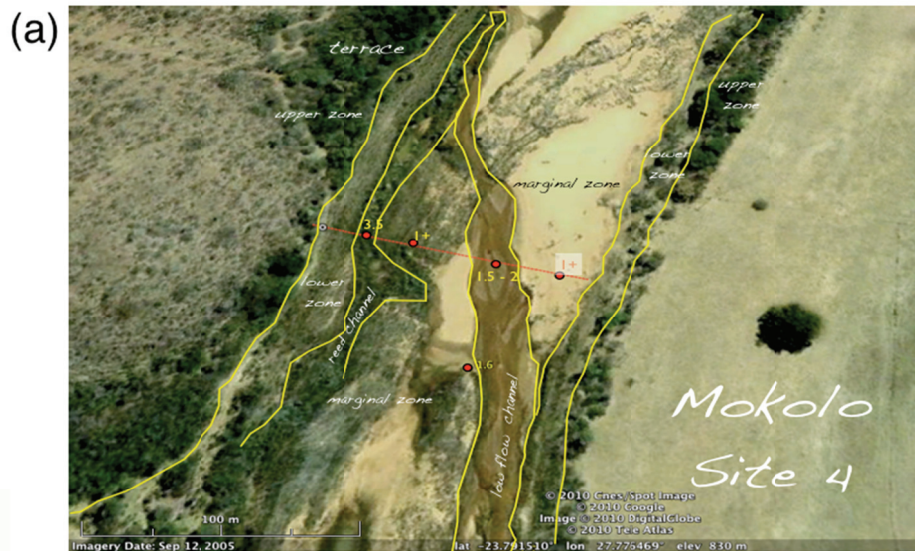 (a)
terrace
upper zone
upper
zone
lower
zone
marginal zone
3.5
1+
1.5 - 2
1+
lower
zone
reed channel
1.6
marginal zone
low flow channel
Mokolo
Site 4
© 2010 Cnes/Spot Image
© 2010 Google
Image © 2010 DigitalGlobe
© 2010 Tele Atlas
100 m
Imagery Date: Sep 12, 2005
lat -23.791510° lon 27.776469° elev 830 m